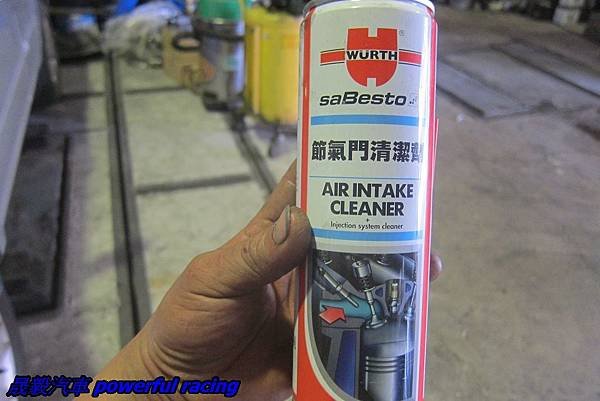 WÜRTH
saBesto
節氣門清潔劑
AIR INTAKE
CLEANER
+
Injection system cleaner
晟毅汽車 powerful racing